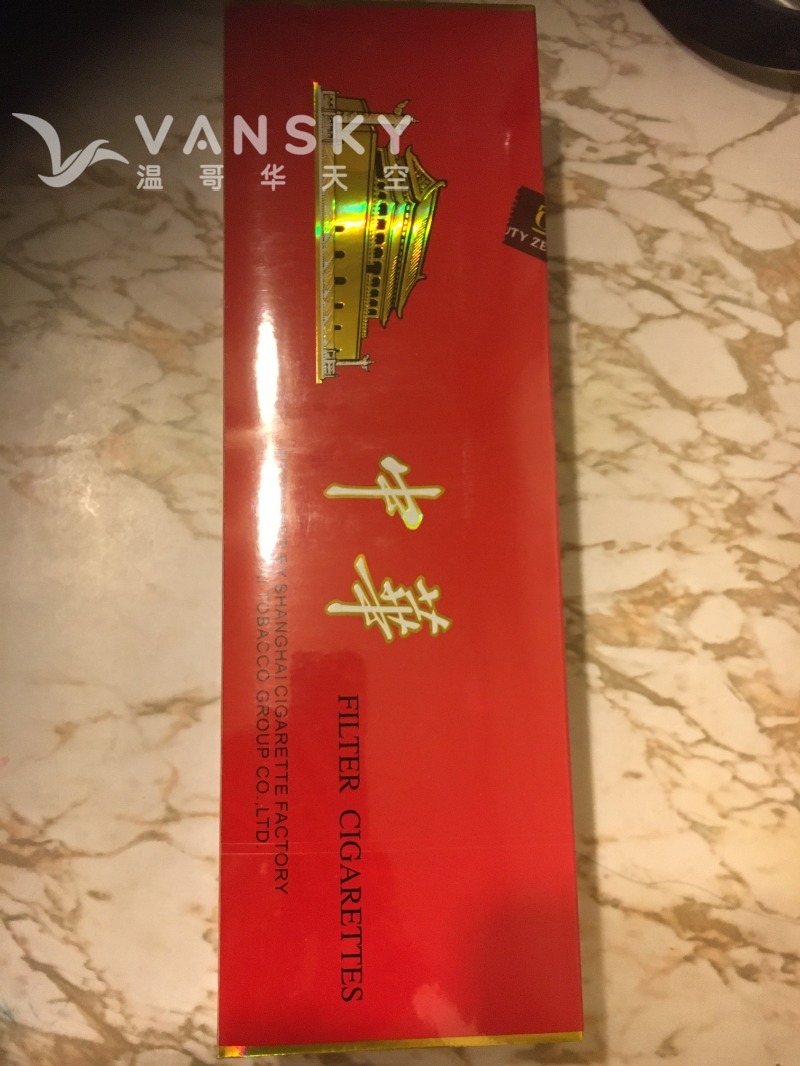 VANSKY
温哥华天空
中華
FILTER CIGARETTES
SHANGHAI CIGARETTE FACTORY
TOBACCO GROUP CO.,LTD.